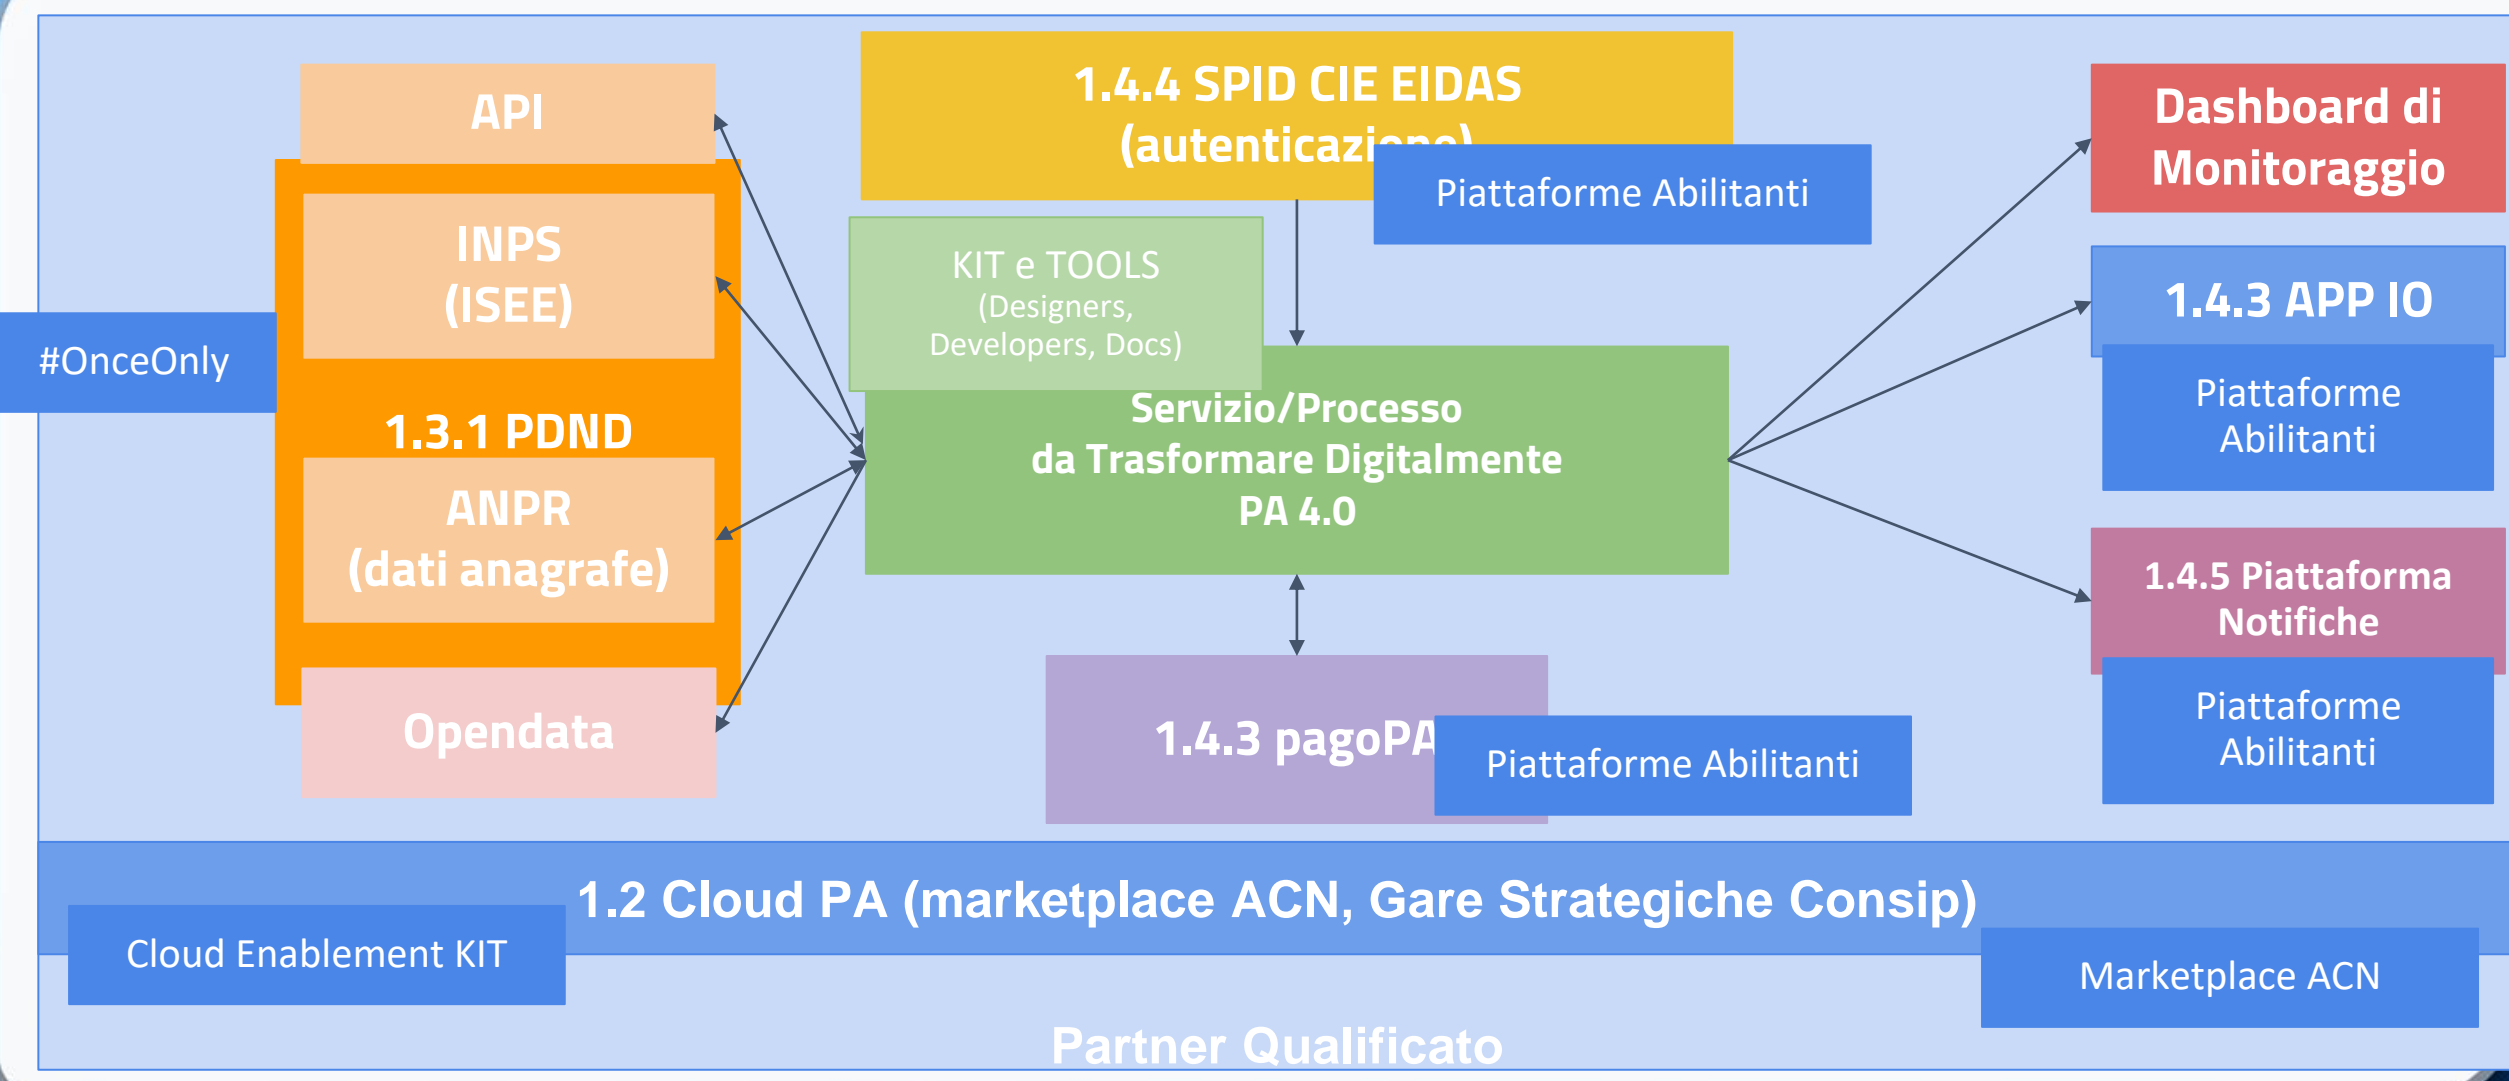 API
INPS
(ISEE)
#OnceOnly
1.3.1 PDND
ANPR
(dati anagrafe)
Opendata
1.4.4 SPID CIE EIDAS
(autenticazione)
Piattaforme Abilitanti
KIT e TOOLS
(Designers,
Developers, Docs)
Servizio/Processo
da Trasformare Digitalmente
PA 4.0
1.4.3 pagoPA
Piattaforme Abilitanti
Dashboard di
Monitoraggio
1.4.3 APP IO
Piattaforme
Abilitanti
1.4.5 Piattaforma
Notifiche
Piattaforme
Abilitanti
1.2 Cloud PA (marketplace ACN, Gare Strategiche Consip)
Cloud Enablement KIT
Marketplace ACN
Partner Qualificato